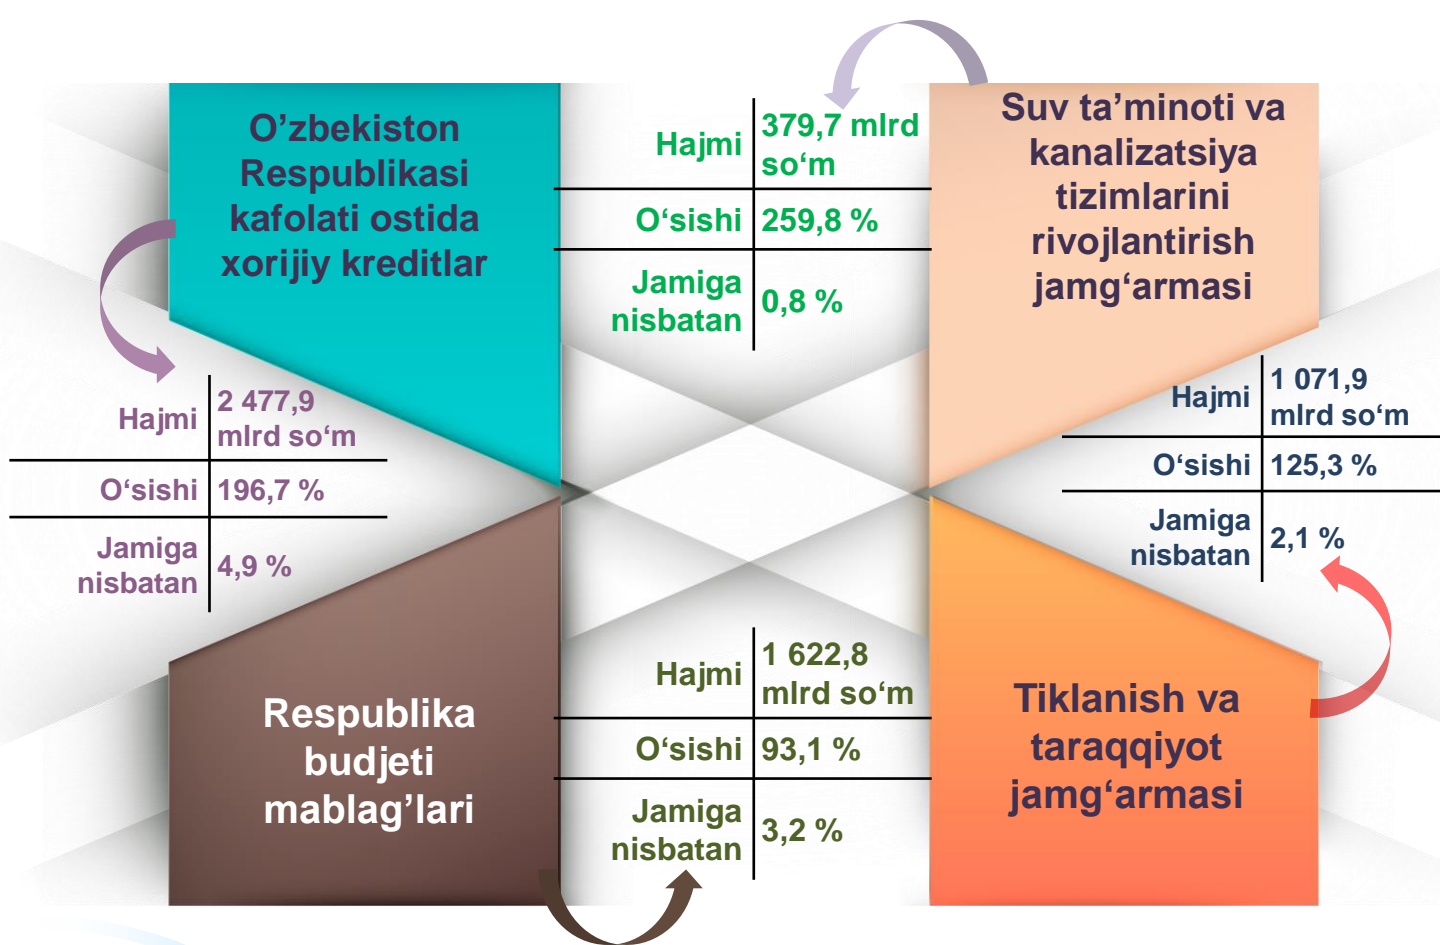 O’zbekiston
Respublikasi
kafolati ostida
xorijiy kreditlar
Hajmi
2 477,9
mlrd so‘m
O‘sishi
196,7 %
Jamiga
nisbatan
4,9 %
Suv ta’minoti va
kanalizatsiya
tizimlarini
rivojlantirish
jamg‘armasi
Hajmi
379,7 mlrd
so‘m
O‘sishi
259,8 %
Jamiga
nisbatan
0,8 %
Respublika
budjeti
mablag’lari
Hajmi
1 622,8
mlrd so‘m
O‘sishi
93,1 %
Jamiga
nisbatan
3,2 %
Tiklanish va
taraqqiyot
jamg‘armasi
Hajmi
1 071,9
mlrd so‘m
O‘sishi
125,3 %
Jamiga
nisbatan
2,1 %